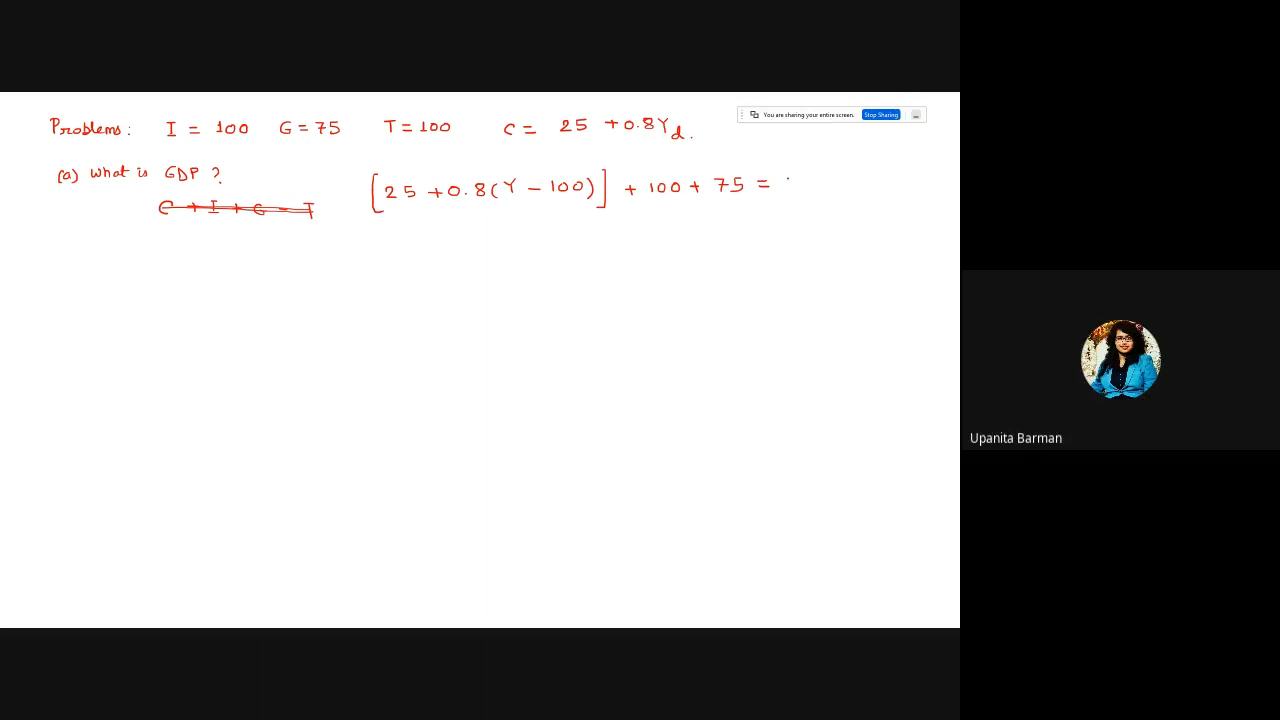 Problems: I = 100 G = 75 T = 100 C = 25 + 0.8Yd.
You are sharing your entire screen. Stop Sharing
(a) What is GDP ?
[25 + 0.8(Y - 100)] + 100 + 75 =
C + I + G - T
Upanita Barman